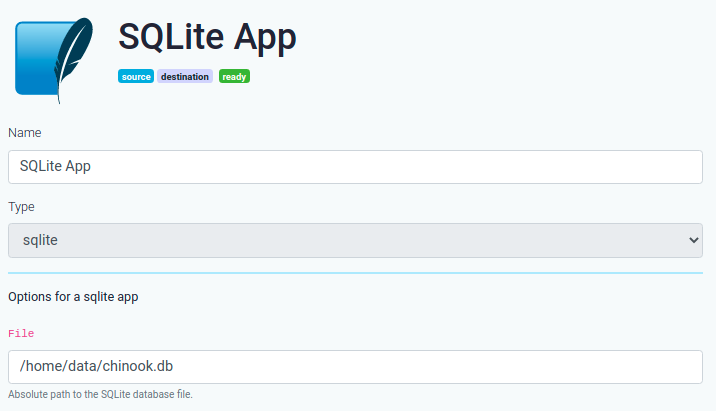 SQLite App
source destination ready
Name
SQLite App
Type
sqlite
Options for a sqlite app
File
/home/data/chinook.db
Absolute path to the SQLite database file.